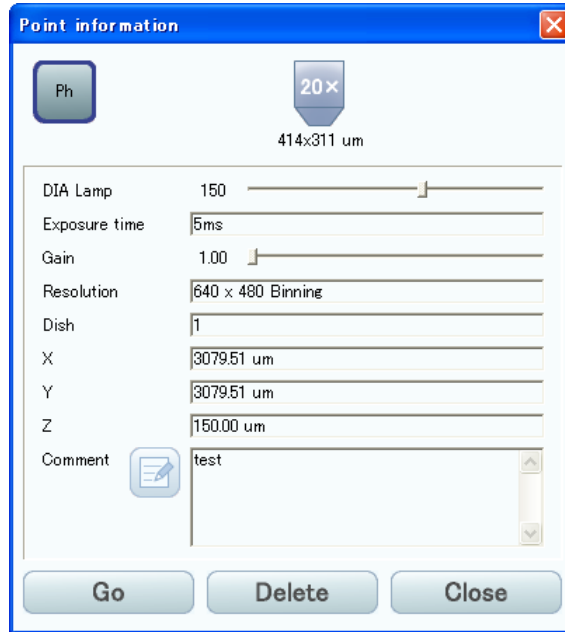 Point information
Ph
20×
414x311 um
DIA Lamp 150
Exposure time 5ms
Gain 1.00
Resolution 640 x 480 Binning
Dish 1
X 3079.51 um
Y 3079.51 um
Z 150.00 um
Comment test
Go Delete Close